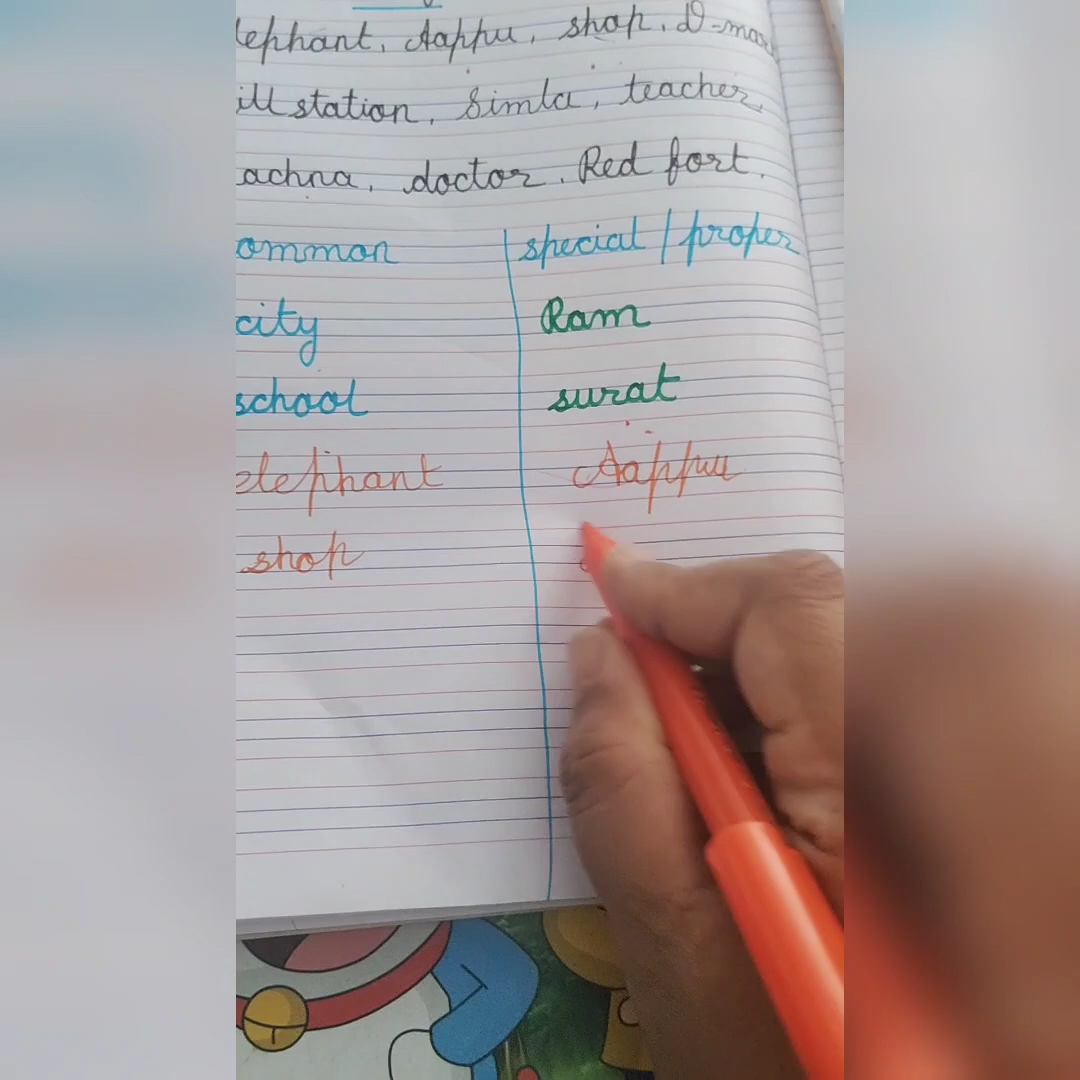 lephant, Aappu, shop, D-mar
ill station, Simla, teacher,
achna, doctor, Red fort.
ommon special / proper
city Ram
school surat
elephant Aappu
shop